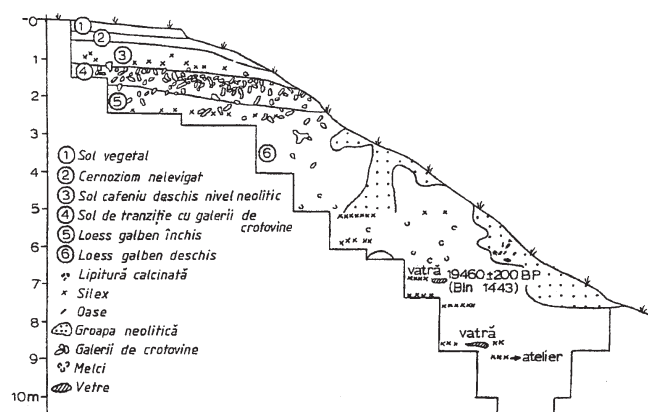 -0
1
2
3
4
5
6
7
8
9
10m
1
2
3
4
5
6
① Sol vegetal
② Cernoziom nelevigat
③ Sol cafeniu deschis nivel neolitic
④ Sol de tranziție cu galerii de
crotovine
⑤ Loess galben închis
⑥ Loess galben deschis
Lipitură calcinată
× Silex
Oase
Groapa neolitică
Galerii de crotovine
Melci
Vetre
vatră
19460±200 BP
(Bln 1443)
vatră
atelier